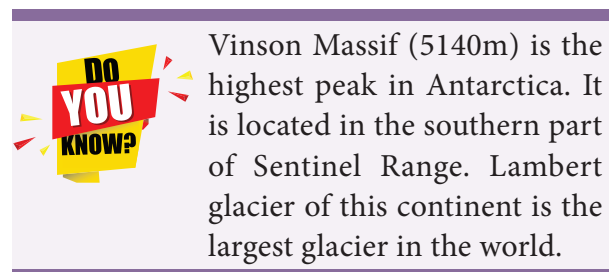 DO
YOU
KNOW?
Vinson Massif (5140m) is the
highest peak in Antarctica. It
is located in the southern part
of Sentinel Range. Lambert
glacier of this continent is the
largest glacier in the world.